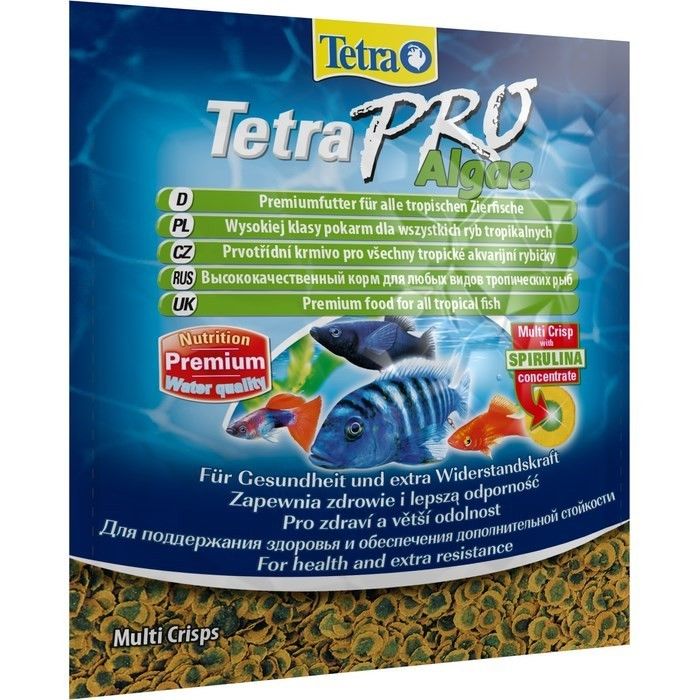 Tetra
Tetra PRO
Algae
D Premiumfutter für alle tropischen Zierfische
PL Wysokiej klasy pokarm dla wszystkich ryb tropikalnych
CZ Prvotřídní krmivo pro všechny tropické akvarijní rybičky
RUS Высококачественный корм для любых видов тропических рыб
UK Premium food for all tropical fish
Nutrition
Premium
Water quality
Multi Crisp
with
SPIRULINA
concentrate
Für Gesundheit und extra Widerstandskraft
Zapewnia zdrowie i lepszą odporność
Pro zdraví a větší odolnost
Для поддержания здоровья и обеспечения дополнительной стойкости
For health and extra resistance
Multi Crisps